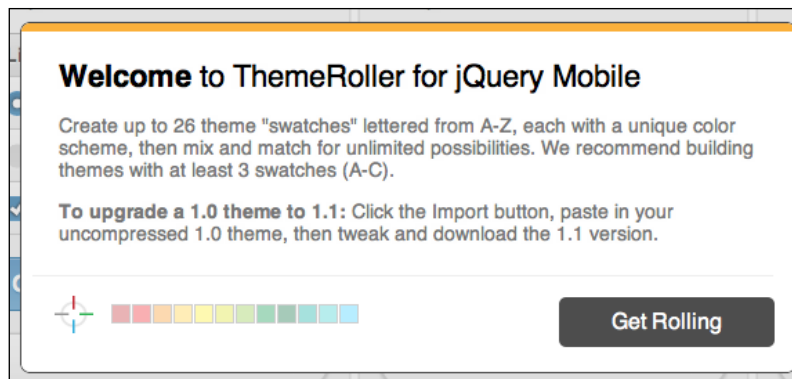 Welcome to ThemeRoller for jQuery Mobile
Create up to 26 theme "swatches" lettered from A-Z, each with a unique color
scheme, then mix and match for unlimited possibilities. We recommend building
themes with at least 3 swatches (A-C).
To upgrade a 1.0 theme to 1.1: Click the Import button, paste in your
uncompressed 1.0 theme, then tweak and download the 1.1 version.
Get Rolling